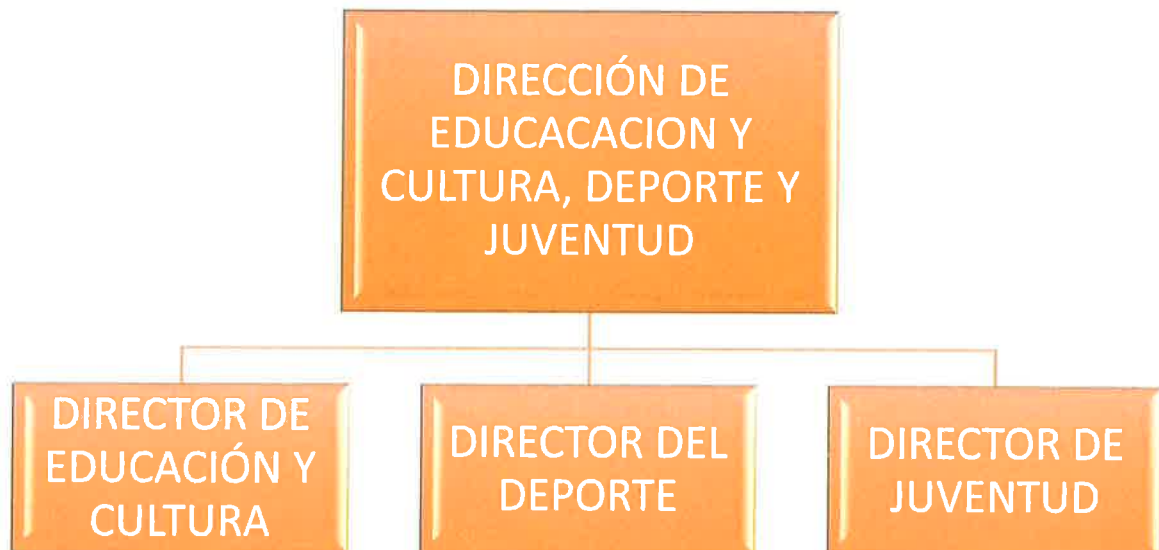 DIRECCIÓN DE
EDUCACACION Y
CULTURA, DEPORTE Y
JUVENTUD
DIRECTOR DE
EDUCACIÓN Y
CULTURA
DIRECTOR DEL
DEPORTE
DIRECTOR DE
JUVENTUD